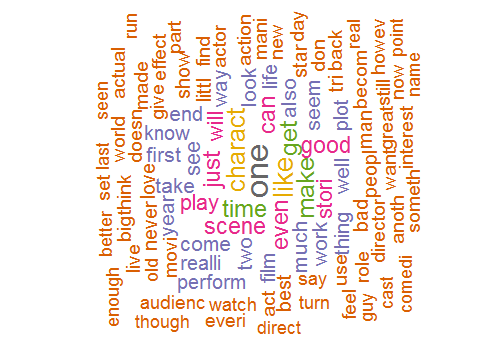 run
part
effect
give
made
actual
seen
show
find
littl
actor
way
action
look
mani
life
new
day
star
don
back
tri
real
becom
howev
point
now
still
name
interest
great
want
man
peopl
plot
seem
also
can
get
will
just
charact
one
like
good
make
stori
well
thing
end
know
see
first
take
year
love
never
doesn
world
last
set
think
big
better
play
time
scene
even
much
work
two
come
realli
perform
movi
old
live
enough
audienc
watch
though
everi
direct
turn
say
best
act
film
use
feel
guy
role
bad
director
cast
anoth
someth
comedi